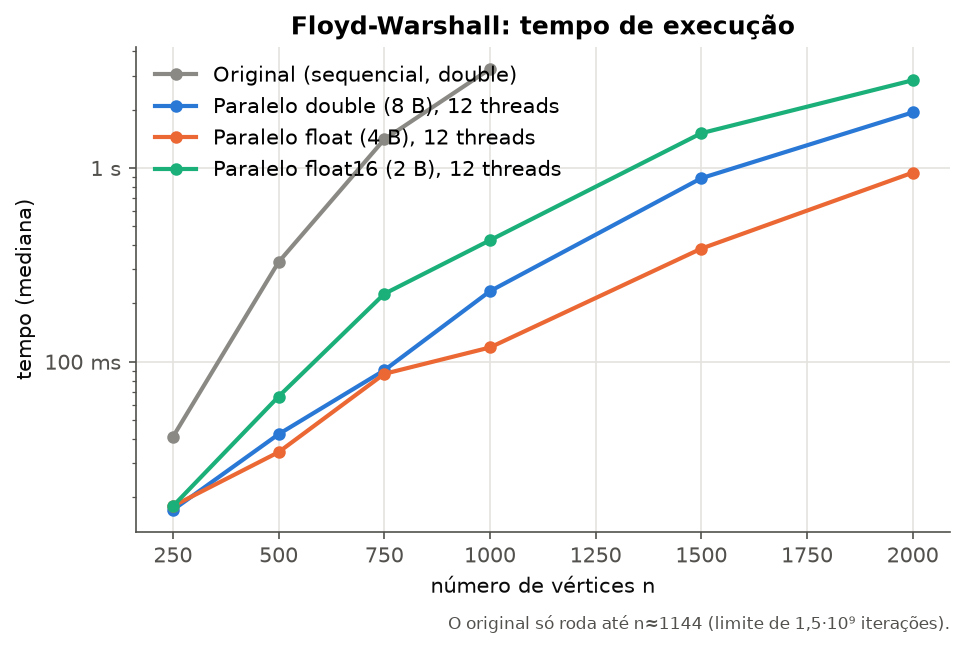 Floyd-Warshall: tempo de execução
Original (sequencial, double)
Paralelo double (8 B), 12 threads
Paralelo float (4 B), 12 threads
Paralelo float16 (2 B), 12 threads
1 s
100 ms
tempo (mediana)
250 500 750 1000 1250 1500 1750 2000
número de vértices n
O original só roda até n≈1144 (limite de 1,5·10⁹ iterações).